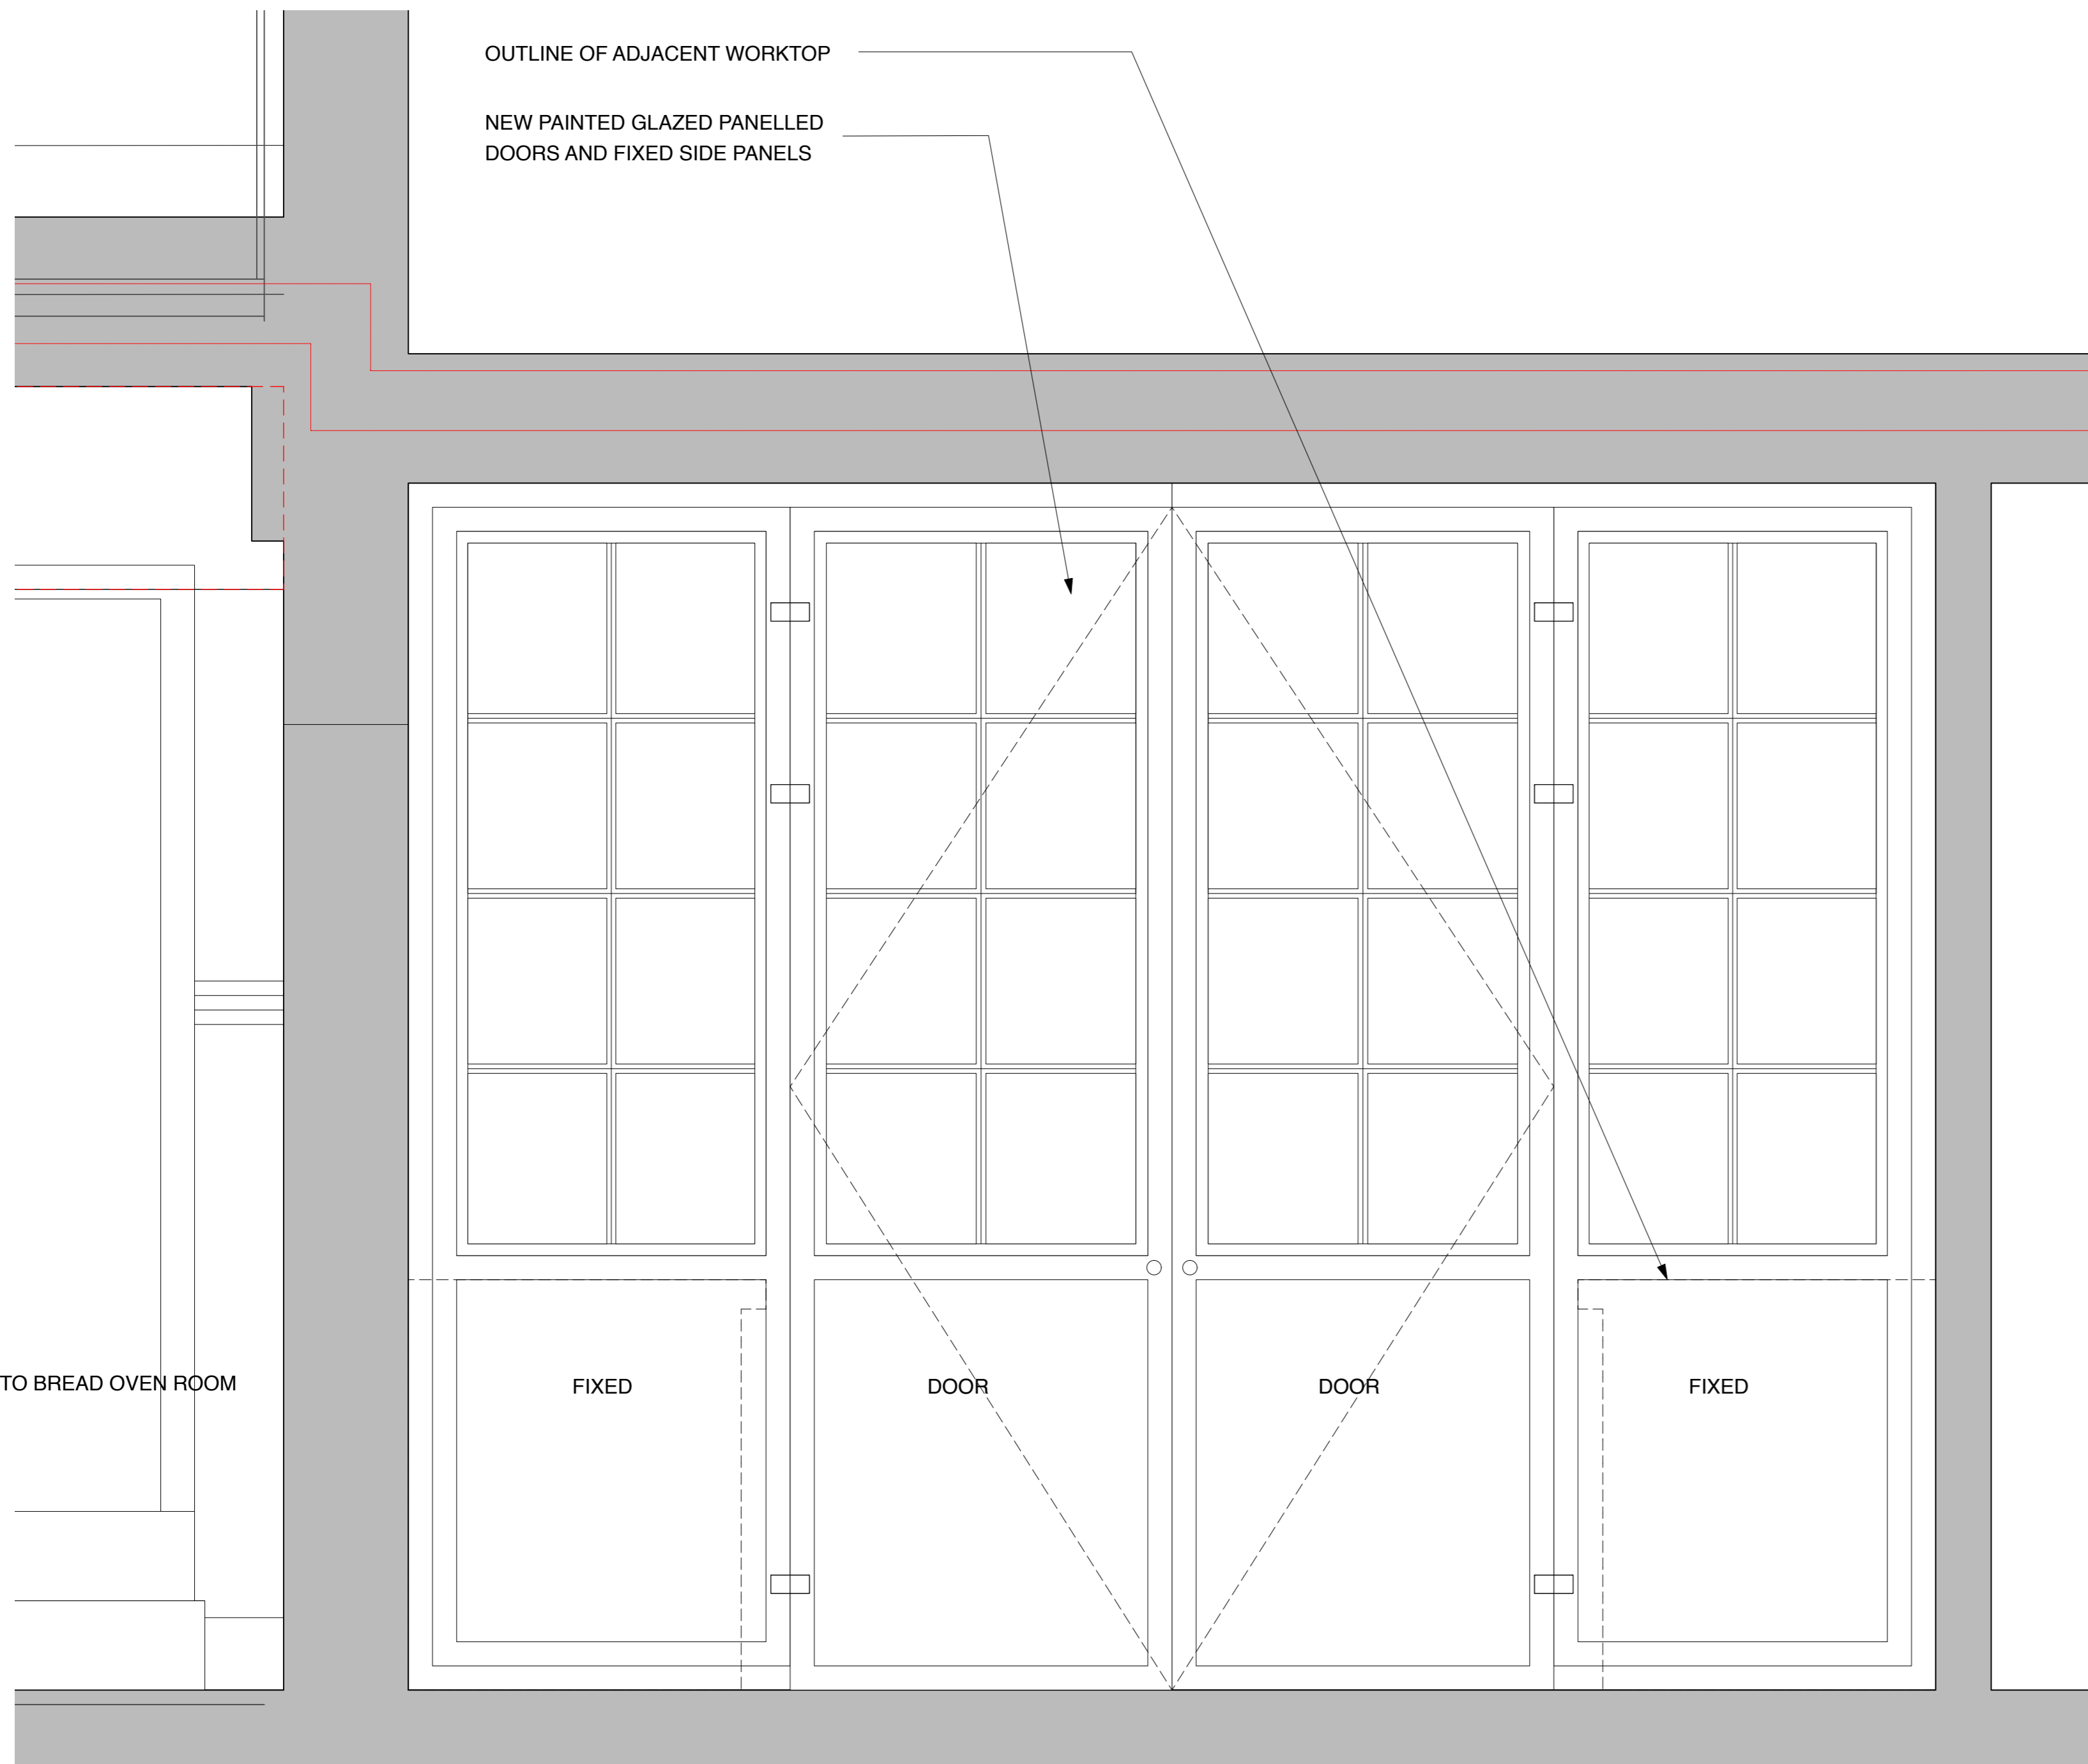 OUTLINE OF ADJACENT WORKTOP
NEW PAINTED GLAZED PANELLED
DOORS AND FIXED SIDE PANELS
TO BREAD OVEN ROOM
FIXED
DOOR
DOOR
FIXED